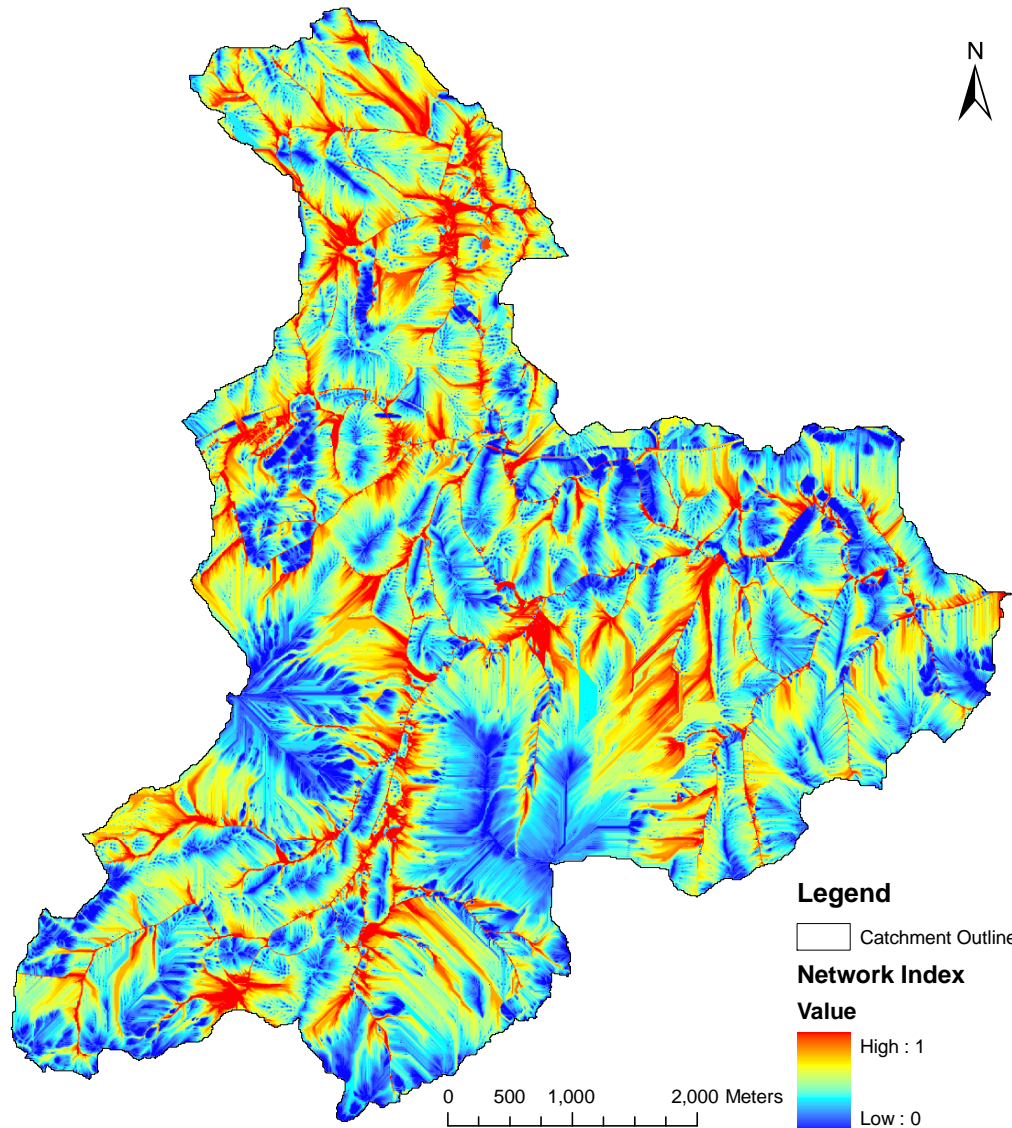 N
Legend
Catchment Outline
Network Index
Value
High : 1
Low : 0
0 500 1,000 2,000 Meters